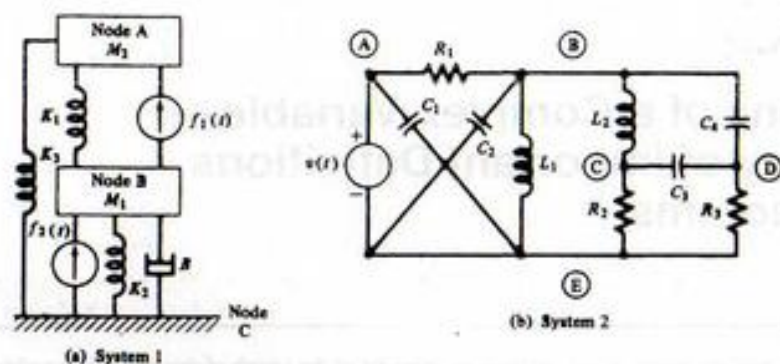 Node A
M₂
K₁
f₁(t)
K₃
Node B
M₁
f₂(t)
K₂
B
Node
C
(a) System 1
A
R₁
B
C₁
C₂
v(t)
+
−
L₁
L₂
C₄
C
C₃
D
R₂
R₃
E
(b) System 2